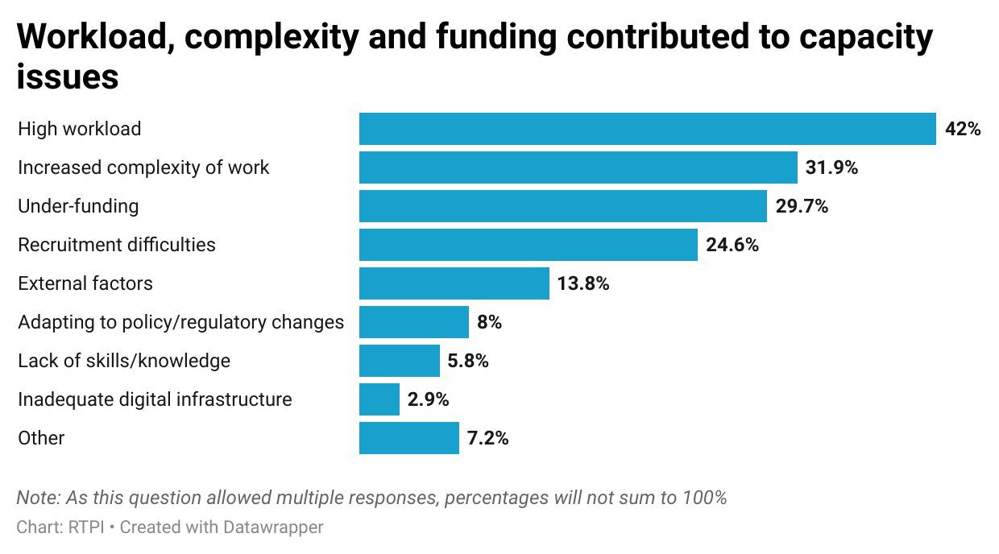 Workload, complexity and funding contributed to capacity
issues
High workload 42%
Increased complexity of work 31.9%
Under-funding 29.7%
Recruitment difficulties 24.6%
External factors 13.8%
Adapting to policy/regulatory changes 8%
Lack of skills/knowledge 5.8%
Inadequate digital infrastructure 2.9%
Other 7.2%
Note: As this question allowed multiple responses, percentages will not sum to 100%
Chart: RTPI • Created with Datawrapper